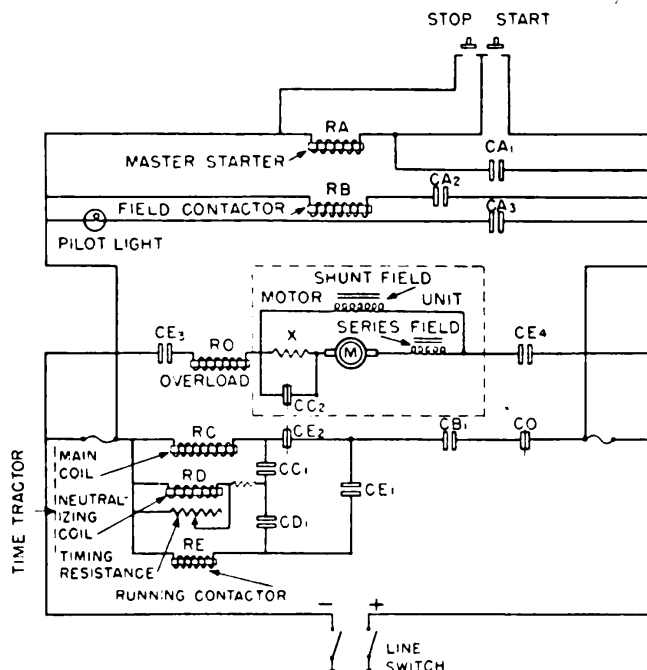 STOP START
RA
MASTER STARTER
CA1
RB
CA2
FIELD CONTACTOR
CA3
PILOT LIGHT
SHUNT FIELD
MOTOR UNIT
SERIES FIELD
CE3
RO
X
M
CE4
OVERLOAD
CC2
RC
CE2
CB1
CO
MAIN
COIL
CC1
RD
CE1
NEUTRAL-
IZING
COIL
CD1
TIMING
RESISTANCE
RE
RUNNING CONTACTOR
TIME TRACTOR
- +
LINE
SWITCH